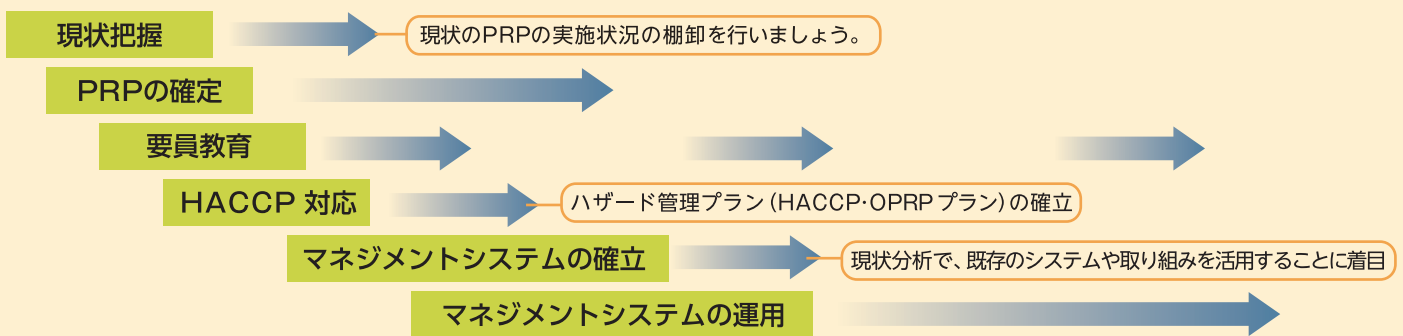 現状把握
現状のPRPの実施状況の棚卸を行いましょう。
PRPの確定
要員教育
HACCP 対応
ハザード管理プラン（HACCP・OPRPプラン）の確立
マネジメントシステムの確立
現状分析で、既存のシステムや取り組みを活用することに着目
マネジメントシステムの運用